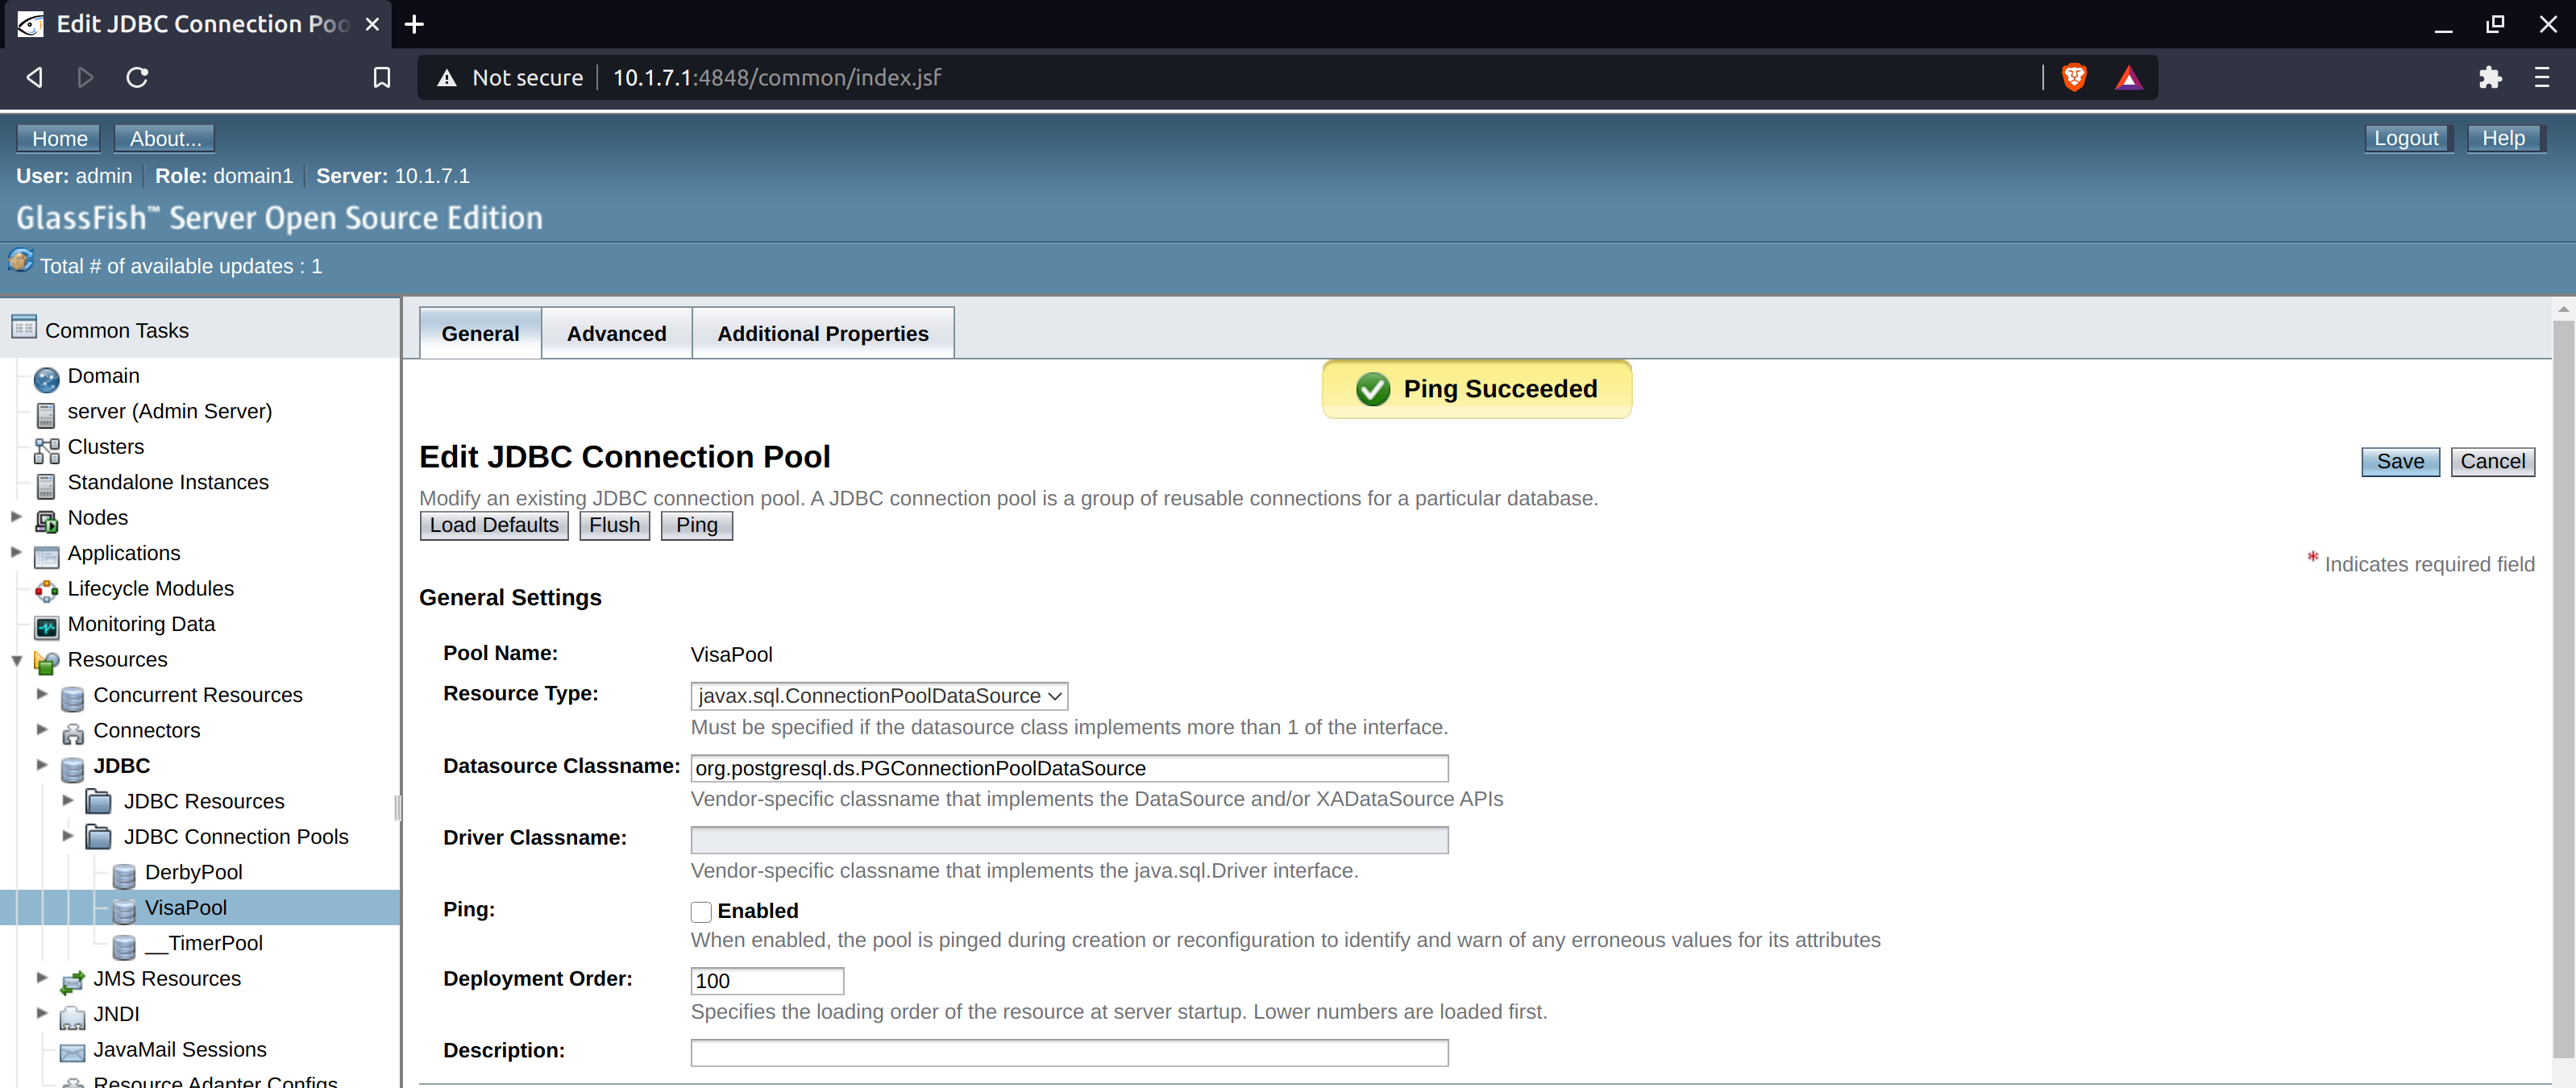 Edit JDBC Connection Poo
Not secure 10.1.7.1:4848/common/index.jsf
Home About... Logout Help
User: admin Role: domain1 Server: 10.1.7.1
GlassFish™ Server Open Source Edition
Total # of available updates : 1
Common Tasks
Domain
server (Admin Server)
Clusters
Standalone Instances
Nodes
Applications
Lifecycle Modules
Monitoring Data
Resources
Concurrent Resources
Connectors
JDBC
JDBC Resources
JDBC Connection Pools
DerbyPool
VisaPool
__TimerPool
JMS Resources
JNDI
JavaMail Sessions
Resource Adapter Configs
General Advanced Additional Properties
Ping Succeeded
Edit JDBC Connection Pool
Save Cancel
Modify an existing JDBC connection pool. A JDBC connection pool is a group of reusable connections for a particular database.
Load Defaults Flush Ping
* Indicates required field
General Settings
Pool Name: VisaPool
Resource Type: javax.sql.ConnectionPoolDataSource
Must be specified if the datasource class implements more than 1 of the interface.
Datasource Classname: org.postgresql.ds.PGConnectionPoolDataSource
Vendor-specific classname that implements the DataSource and/or XADataSource APIs
Driver Classname:
Vendor-specific classname that implements the java.sql.Driver interface.
Ping: Enabled
When enabled, the pool is pinged during creation or reconfiguration to identify and warn of any erroneous values for its attributes
Deployment Order: 100
Specifies the loading order of the resource at server startup. Lower numbers are loaded first.
Description: